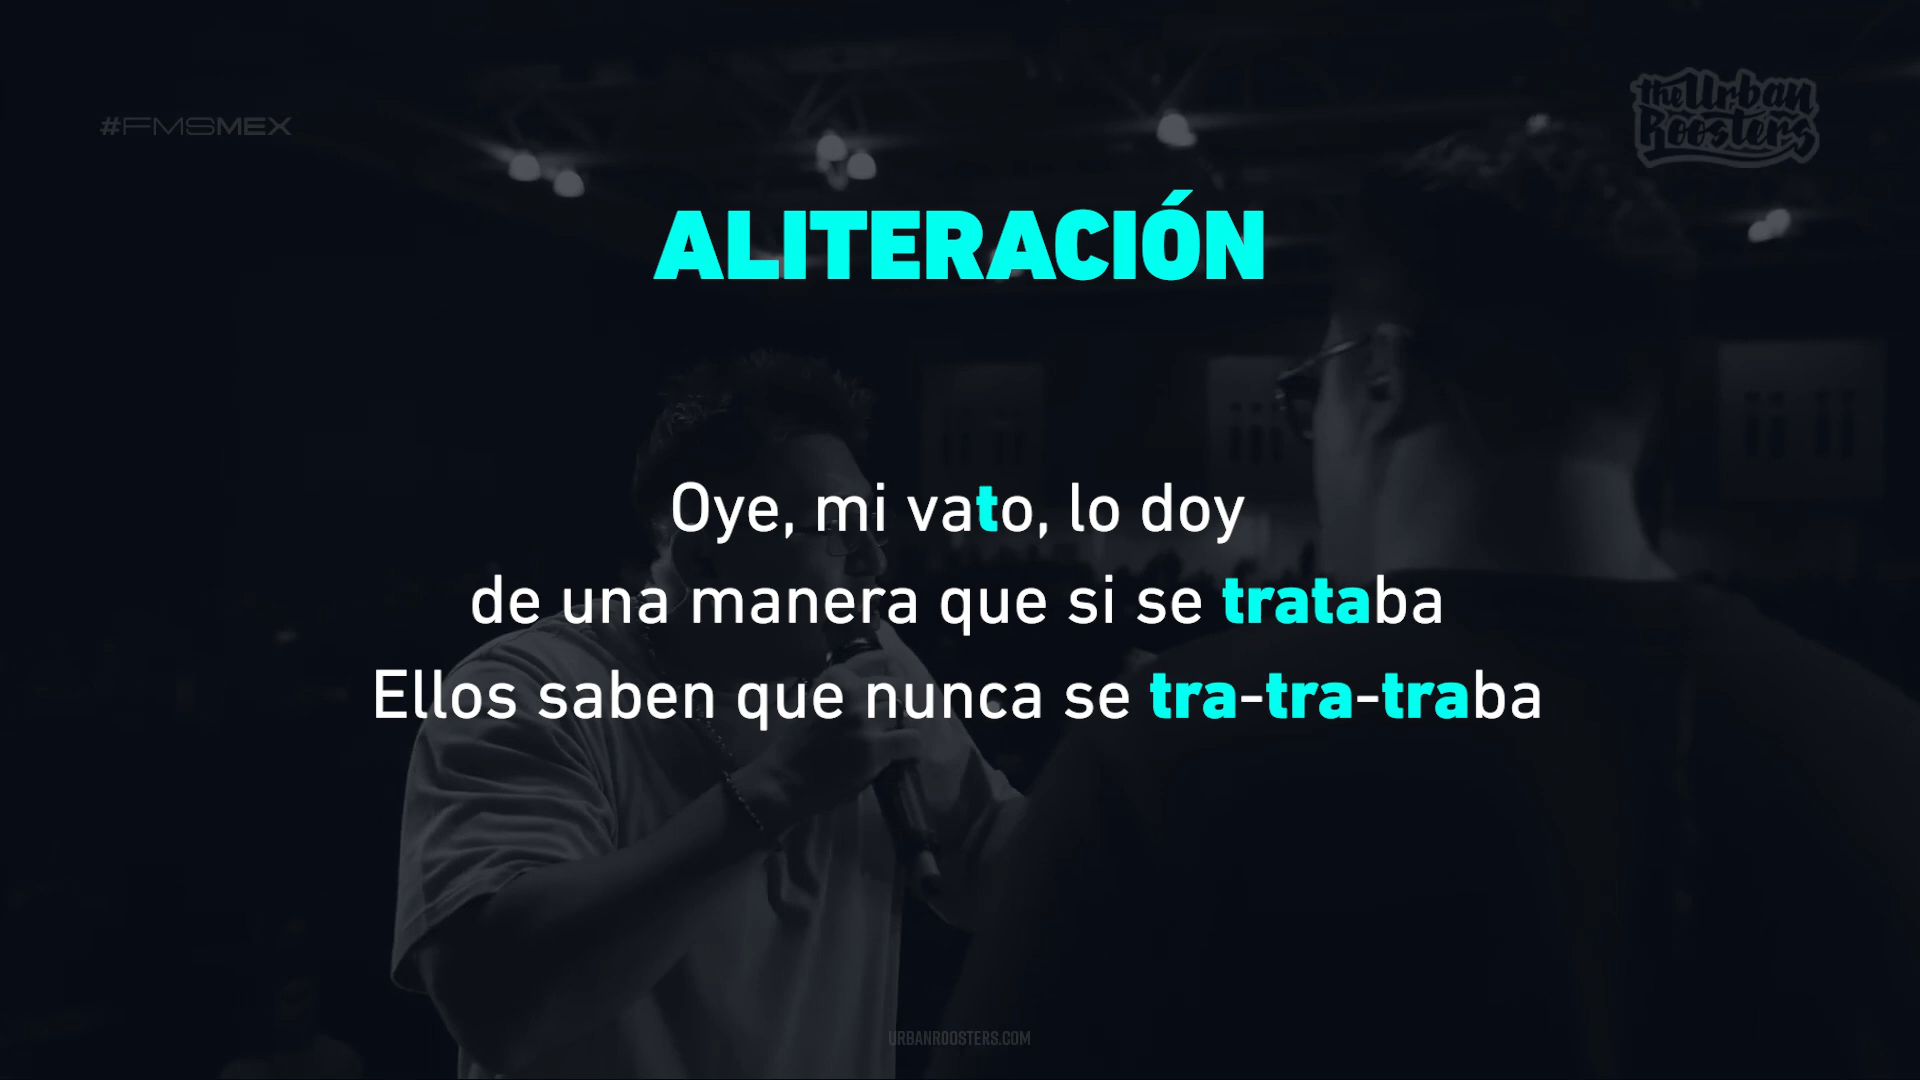 #FMSMEX
the Urban
Roosters
ALITERACIÓN
Oye, mi vato, lo doy
de una manera que si se trataba
Ellos saben que nunca se tra-tra-traba
URBANROOSTERS.COM